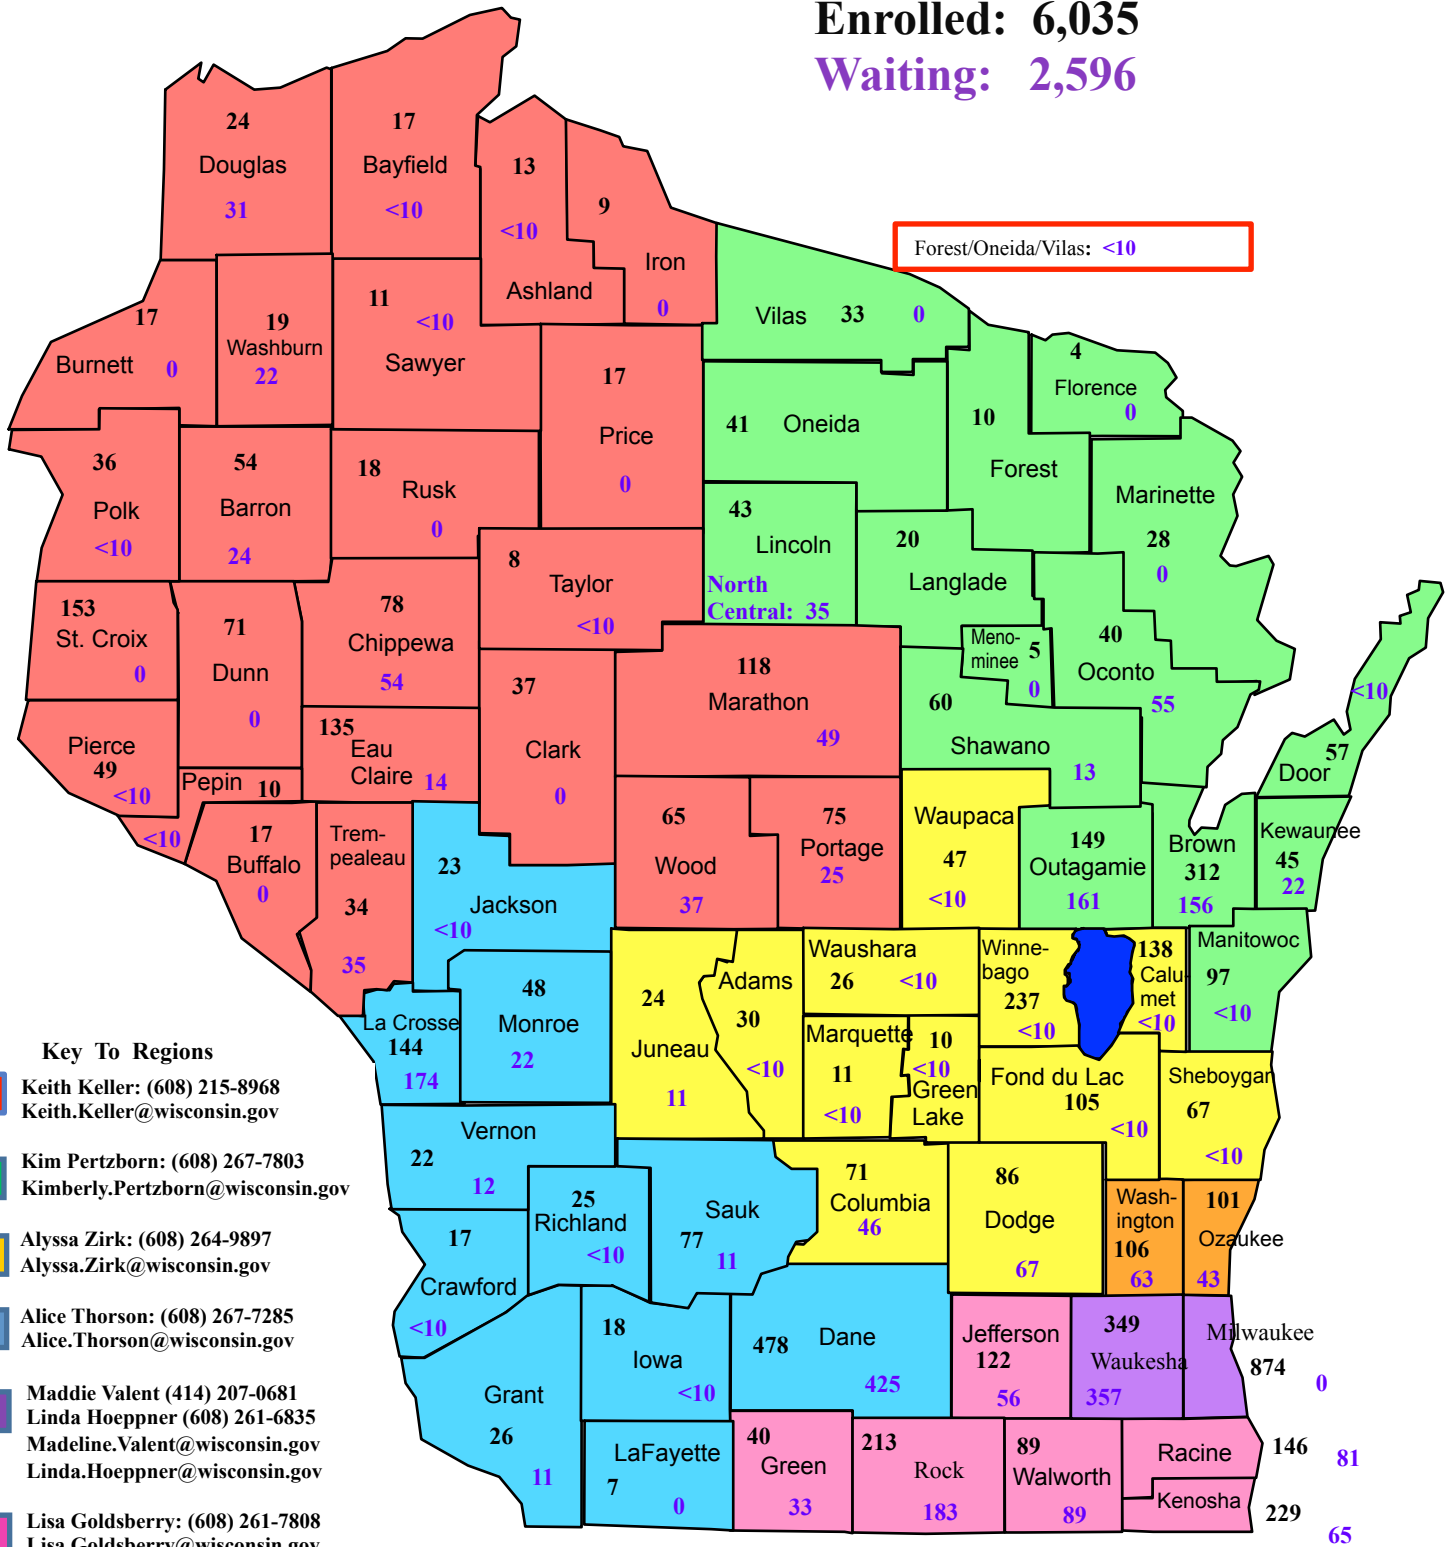 Enrolled: 6,035
Waiting: 2,596
24
Douglas
31
17
Bayfield
<10
13
<10
Ashland
9
Iron
0
Forest/Oneida/Vilas: <10
Vilas 33 0
17
Burnett 0
19
Washburn
22
11
<10
Sawyer
17
Price
0
41 Oneida
10
Forest
4
Florence
0
Marinette
28
0
36
Polk
<10
54
Barron
24
18
Rusk
0
43
Lincoln
North
Central: 35
20
Langlade
8
Taylor
<10
153
St. Croix
0
71
Dunn
0
78
Chippewa
54
37
Clark
0
118
Marathon
49
Meno-
minee
5
0
40
Oconto
55
60
Shawano
13
<10
57
Door
Pierce
49
<10
Pepin 10
<10
135
Eau
Claire 14
17
Buffalo
0
Trem-
pealeau
34
35
23
Jackson
<10
65
Wood
37
75
Portage
25
Waupaca
47
<10
149
Outagamie
161
Brown
312
156
Kewaunee
45
22
48
Monroe
22
24
Juneau
11
Adams
30
<10
Waushara
26 <10
Winne-
bago
237
<10
138
Calu-
met
<10
Manitowoc
97
<10
La Crosse
144
174
Marquette
11
<10
10
<10
Green
Lake
Fond du Lac
105
<10
Sheboygan
67
<10
Vernon
22
12
25
Richland
<10
Sauk
77
11
71
Columbia
46
86
Dodge
67
Wash-
ington
106
63
101
Ozaukee
43
17
Crawford
<10
Grant
26
11
18
Iowa
<10
478 Dane
425
Jefferson
122
56
349
Waukesha
357
Milwaukee
874
0
LaFayette
7
0
40
Green
33
213
Rock
183
89
Walworth
89
Racine 146
81
Kenosha 229
65
Key To Regions
Keith Keller: (608) 215-8968
Keith.Keller@wisconsin.gov
Kim Pertzborn: (608) 267-7803
Kimberly.Pertzborn@wisconsin.gov
Alyssa Zirk: (608) 264-9897
Alyssa.Zirk@wisconsin.gov
Alice Thorson: (608) 267-7285
Alice.Thorson@wisconsin.gov
Maddie Valent (414) 207-0681
Linda Hoeppner (608) 261-6835
Madeline.Valent@wisconsin.gov
Linda.Hoeppner@wisconsin.gov
Lisa Goldsberry: (608) 261-7808
Lisa.Goldsberry@wisconsin.gov